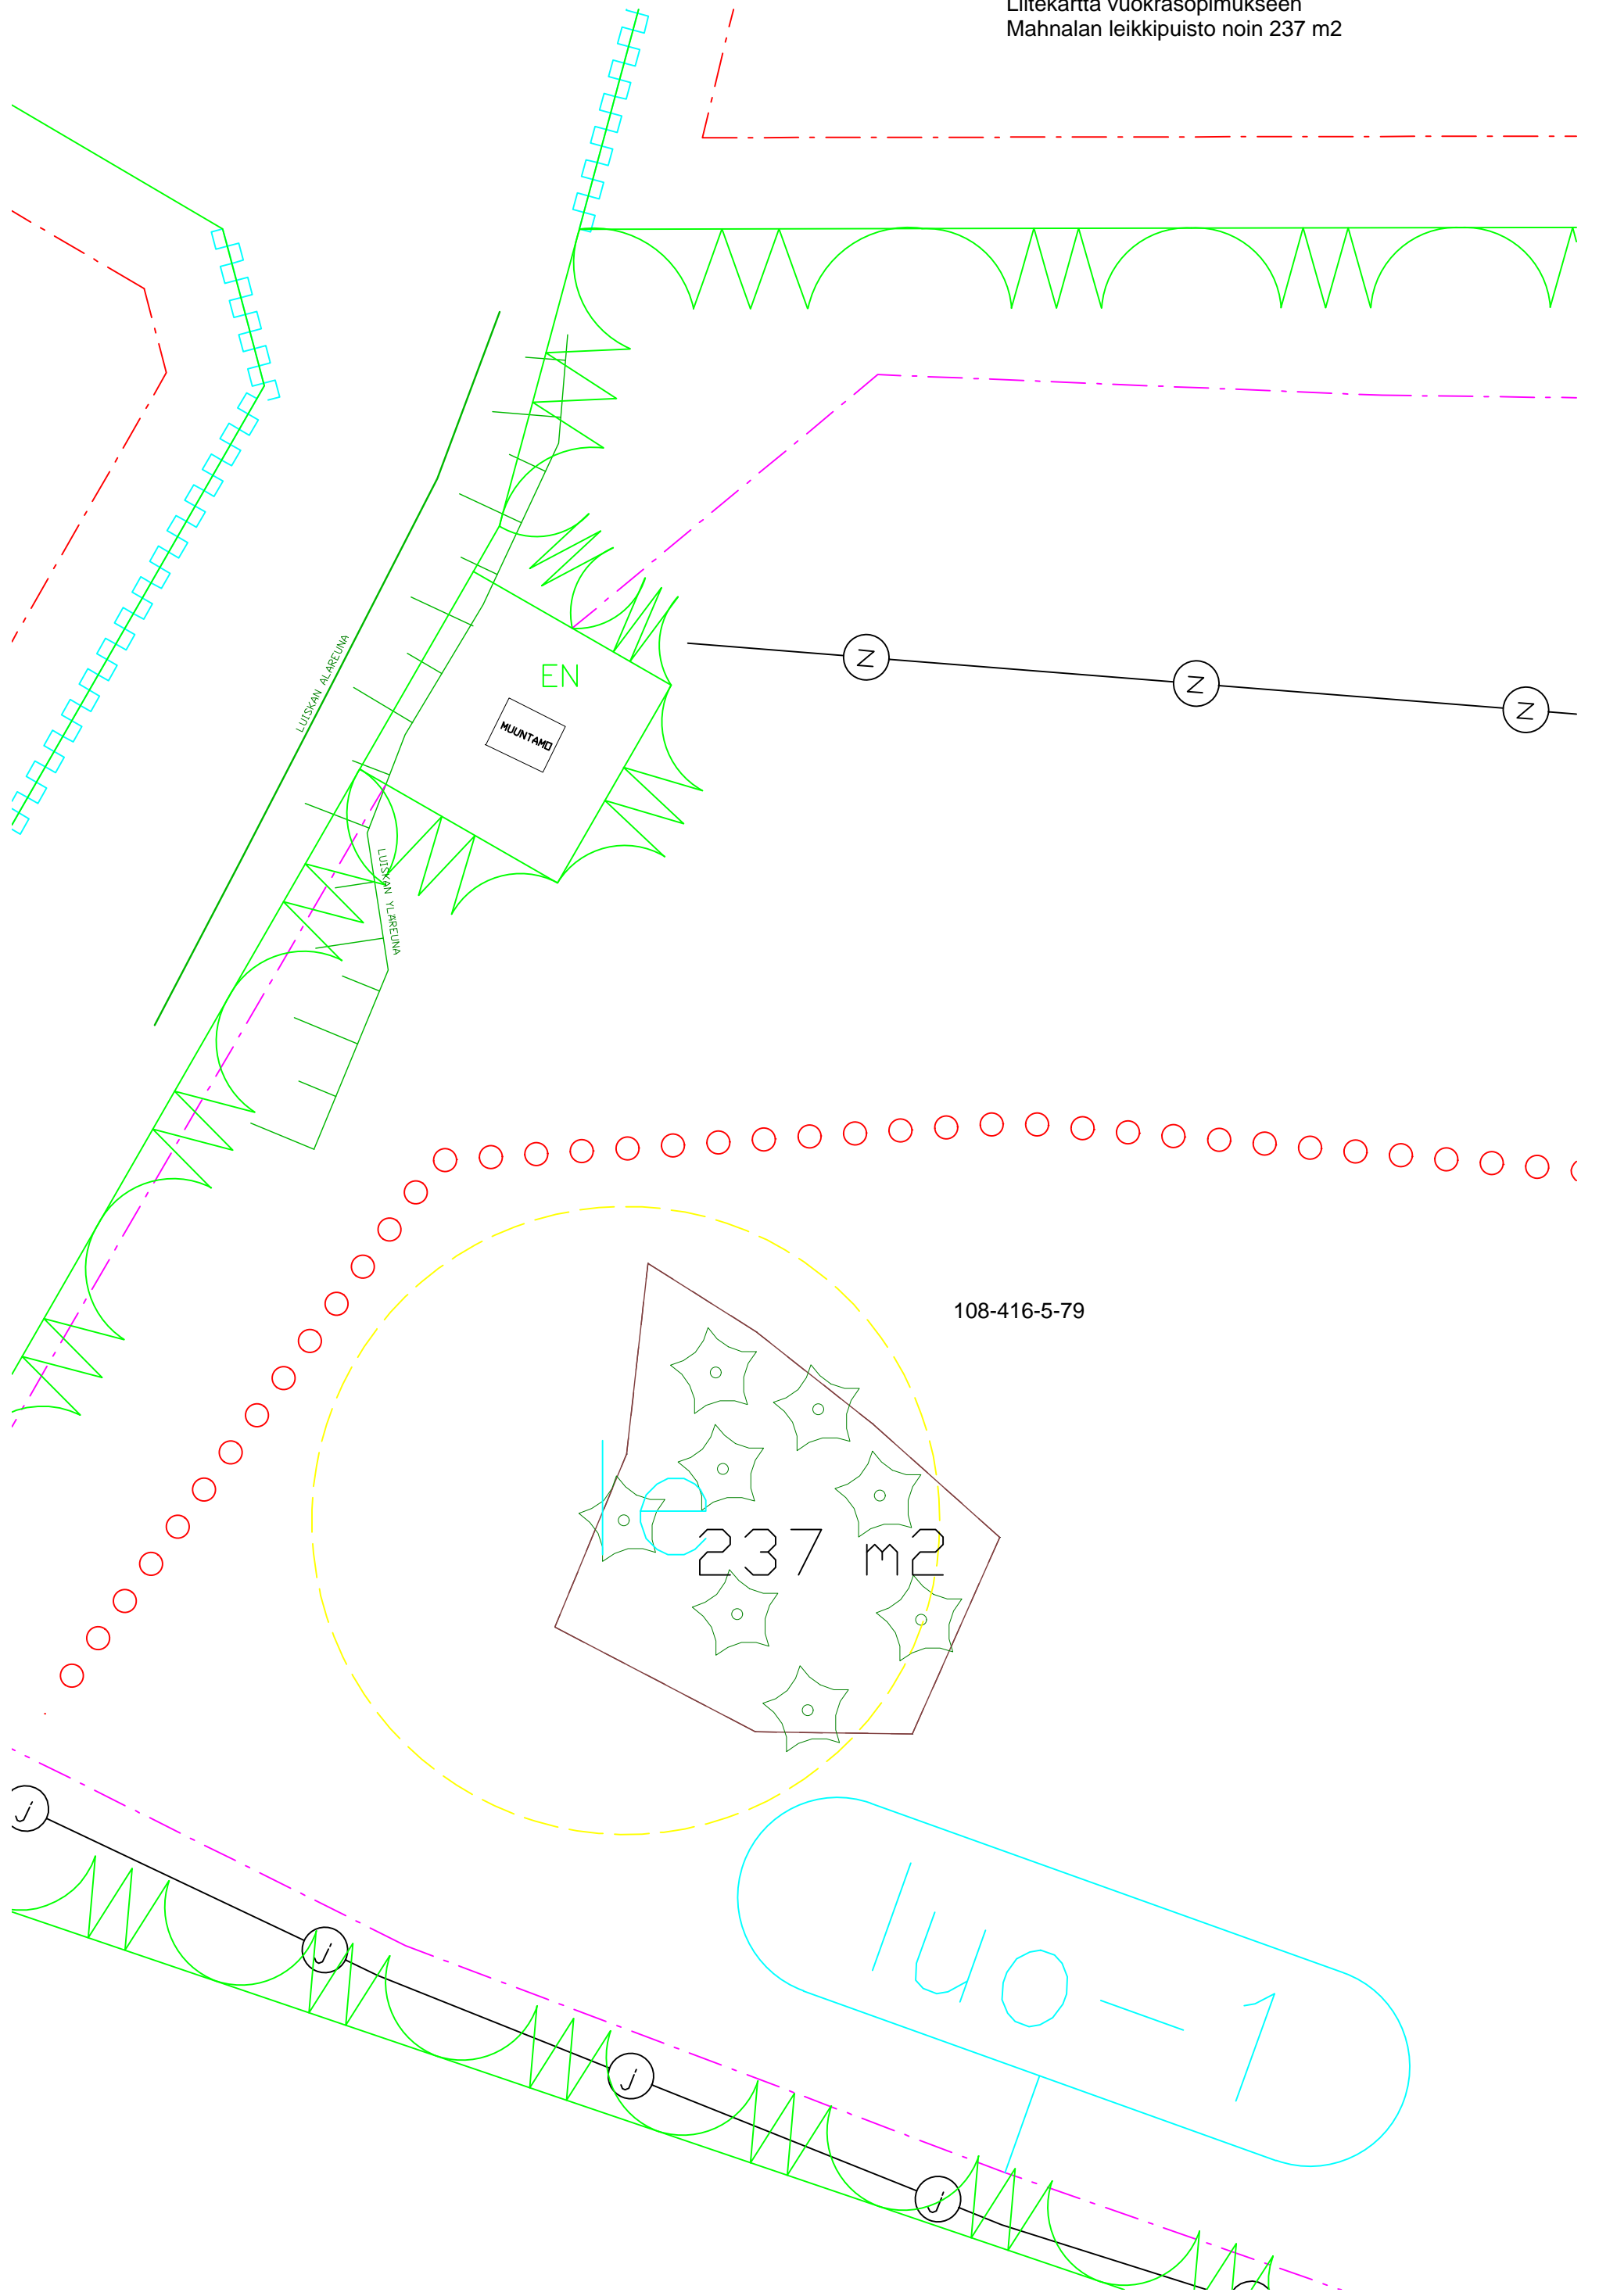 Liitekartta vuokrasopimukseen
Mahnalan leikkipuisto noin 237 m2
LUISKAN ALAREUNA
EN
MUUNTAMO
Z
Z
Z
LUISKAN YLÄREUNA
108-416-5-79
le
237 m2
j
j
j
j
luo-1